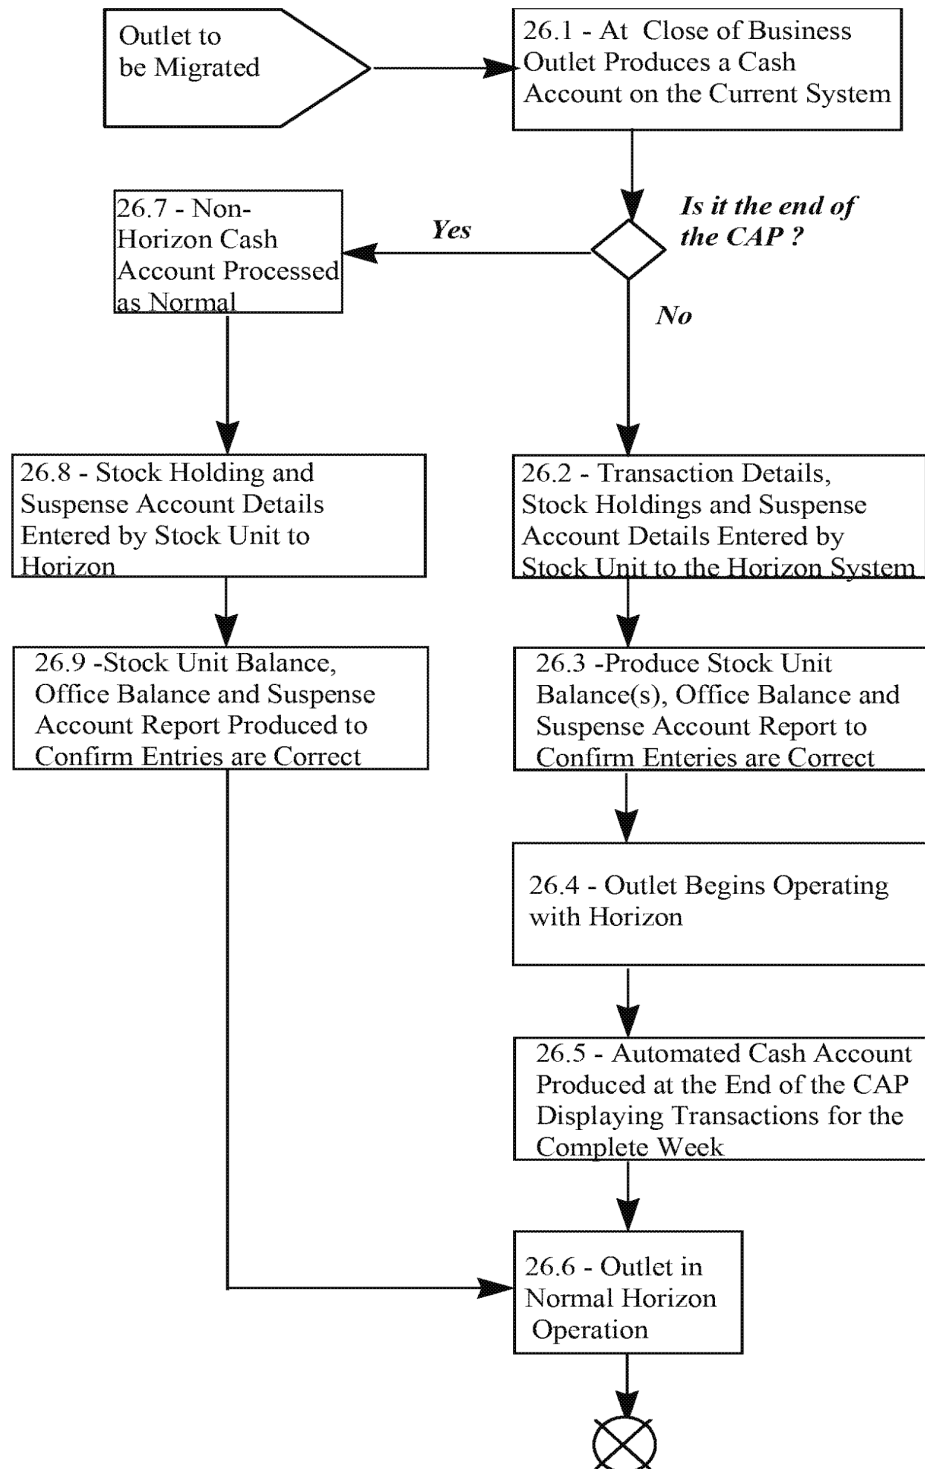 Outlet to
be Migrated
26.1 - At Close of Business
Outlet Produces a Cash
Account on the Current System
Is it the end of
the CAP ?
Yes
No
26.7 - Non-
Horizon Cash
Account Processed
as Normal
26.8 - Stock Holding and
Suspense Account Details
Entered by Stock Unit to
Horizon
26.2 - Transaction Details,
Stock Holdings and Suspense
Account Details Entered by
Stock Unit to the Horizon System
26.9 -Stock Unit Balance,
Office Balance and Suspense
Account Report Produced to
Confirm Entries are Correct
26.3 -Produce Stock Unit
Balance(s), Office Balance and
Suspense Account Report to
Confirm Enteries are Correct
26.4 - Outlet Begins Operating
with Horizon
26.5 - Automated Cash Account
Produced at the End of the CAP
Displaying Transactions for the
Complete Week
26.6 - Outlet in
Normal Horizon
Operation